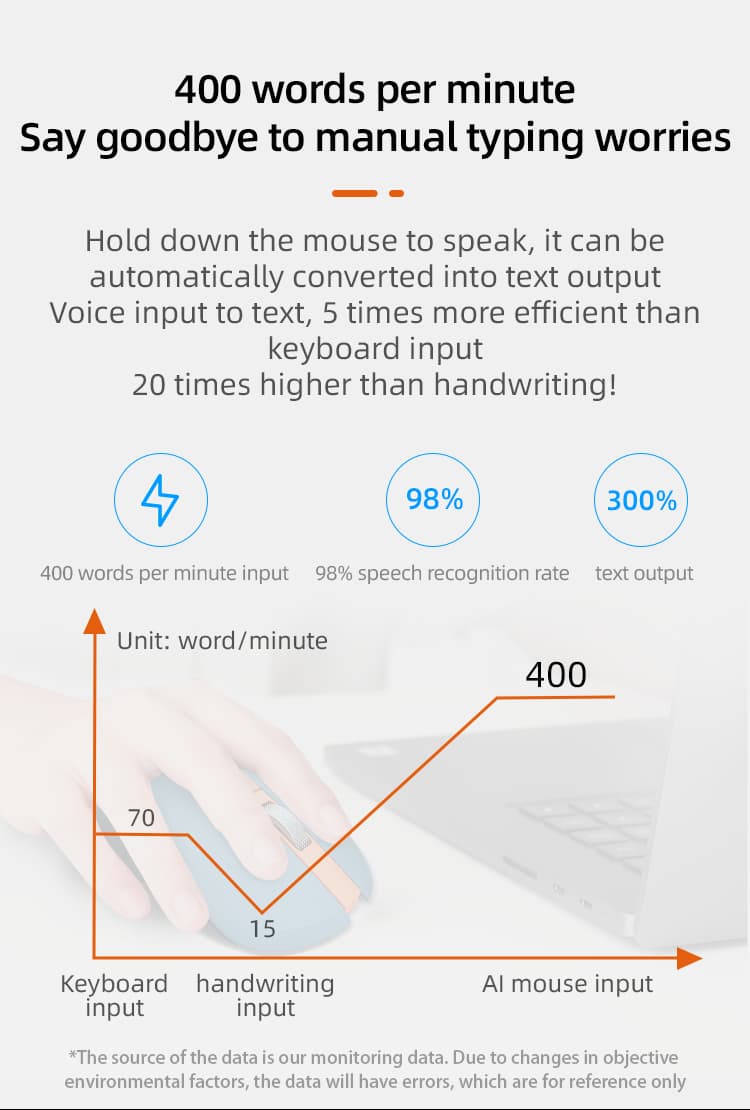 400 words per minute
Say goodbye to manual typing worries
Hold down the mouse to speak, it can be
automatically converted into text output
Voice input to text, 5 times more efficient than
keyboard input
20 times higher than handwriting!
98%
300%
400 words per minute input
98% speech recognition rate
text output
Unit: word/minute
400
70
15
Keyboard
input
handwriting
input
AI mouse input
*The source of the data is our monitoring data. Due to changes in objective
environmental factors, the data will have errors, which are for reference only